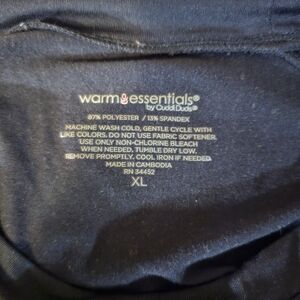 warm essentials®
by Cuddl Duds®
87% POLYESTER / 13% SPANDEX
MACHINE WASH COLD, GENTLE CYCLE WITH
LIKE COLORS. DO NOT USE FABRIC SOFTENER.
USE ONLY NON-CHLORINE BLEACH
WHEN NEEDED, TUMBLE DRY LOW.
REMOVE PROMPTLY. COOL IRON IF NEEDED
MADE IN CAMBODIA
RN 34452
XL